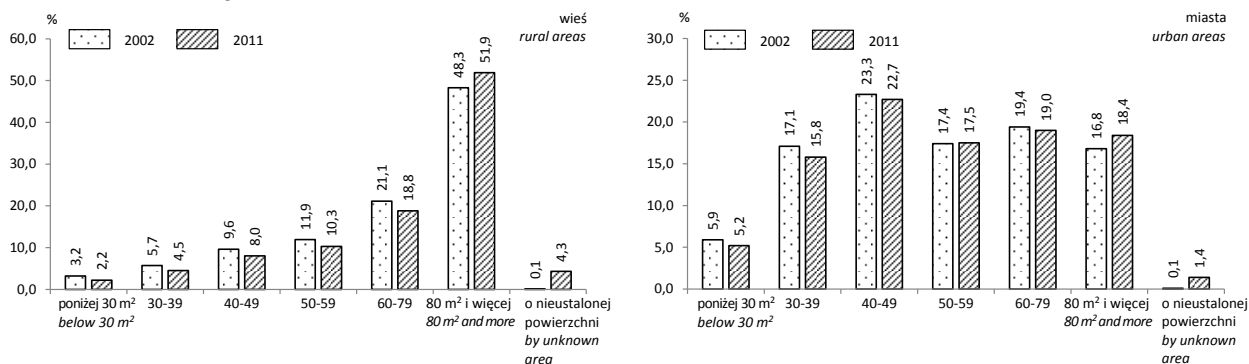 %
wieś
rural areas
2002
2011
60,0
50,0
40,0
30,0
20,0
10,0
0,0
3,2
2,2
5,7
4,5
9,6
8,0
11,9
10,3
21,1
18,8
48,3
51,9
0,1
4,3
poniżej 30 m²
below 30 m²
30-39
40-49
50-59
60-79
80 m² i więcej
80 m² and more
o nieustalonej
powierzchni
by unknown
area
%
miasta
urban areas
2002
2011
30,0
25,0
20,0
15,0
10,0
5,0
0,0
5,9
5,2
17,1
15,8
23,3
22,7
17,4
17,5
19,4
19,0
16,8
18,4
0,1
1,4
poniżej 30 m²
below 30 m²
30-39
40-49
50-59
60-79
80 m² i więcej
80 m² and more
o nieustalonej
powierzchni
by unknown
area